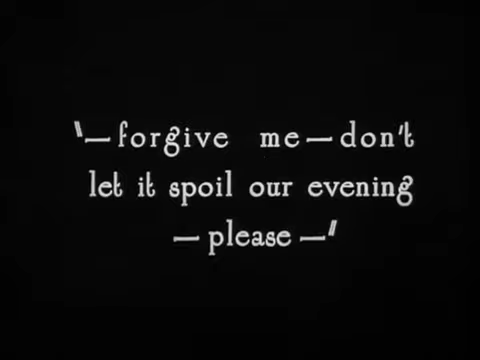 "—forgive me—don't
let it spoil our evening
—please—"